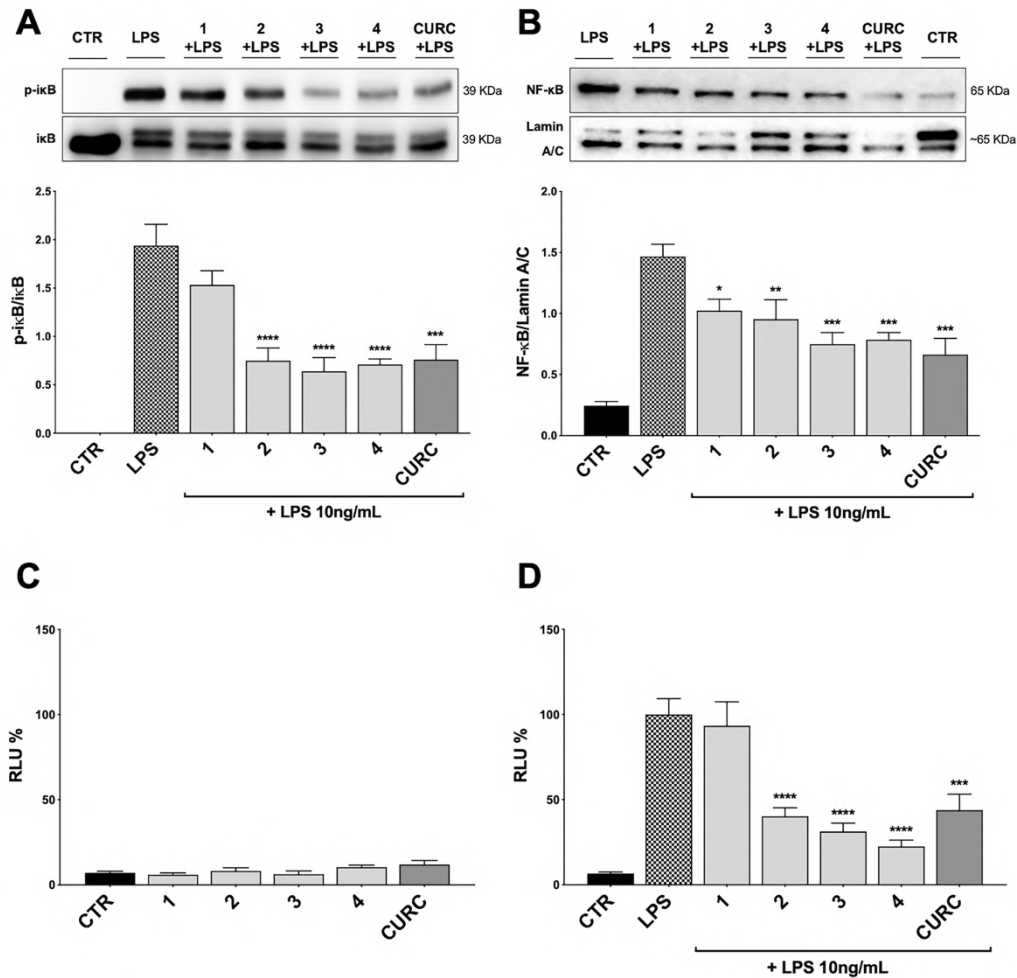 A
CTR LPS 1 +LPS 2 +LPS 3 +LPS 4 +LPS CURC +LPS
p-iκB 39 KDa
iκB 39 KDa
2.5
2.0
1.5
1.0
0.5
0.0
p-iκB/iκB
**** **** **** ***
CTR LPS 1 2 3 4 CURC
+ LPS 10ng/mL
B
LPS 1 +LPS 2 +LPS 3 +LPS 4 +LPS CURC +LPS CTR
NF-κB 65 KDa
Lamin A/C ~65 KDa
2.0
1.5
1.0
0.5
0.0
NF-κB/Lamin A/C
* ** *** *** ***
CTR LPS 1 2 3 4 CURC
+ LPS 10ng/mL
C
150
100
50
0
RLU %
CTR 1 2 3 4 CURC
D
150
100
50
0
RLU %
**** **** **** ***
CTR LPS 1 2 3 4 CURC
+ LPS 10ng/mL